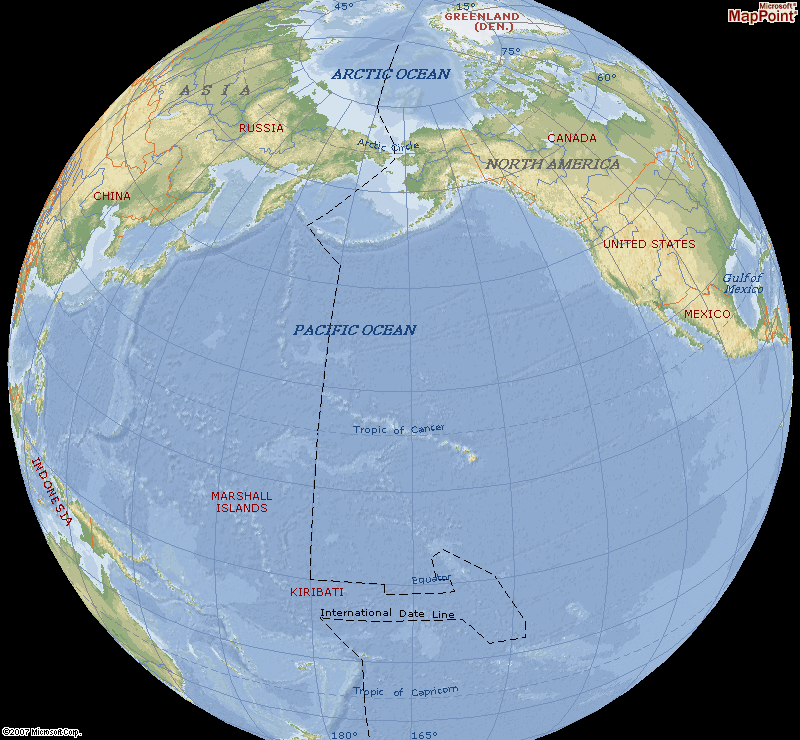 45°
15°
Microsoft®
MapPoint®
GREENLAND
(DEN.)
75°
60°
ARCTIC OCEAN
ASIA
RUSSIA
CANADA
Arctic Circle
NORTH AMERICA
CHINA
UNITED STATES
Gulf of
Mexico
MEXICO
PACIFIC OCEAN
Tropic of Cancer
INDONESIA
MARSHALL
ISLANDS
Equator
KIRIBATI
International Date Line
Tropic of Capricorn
180°
165°
©2007 Microsoft Corp.